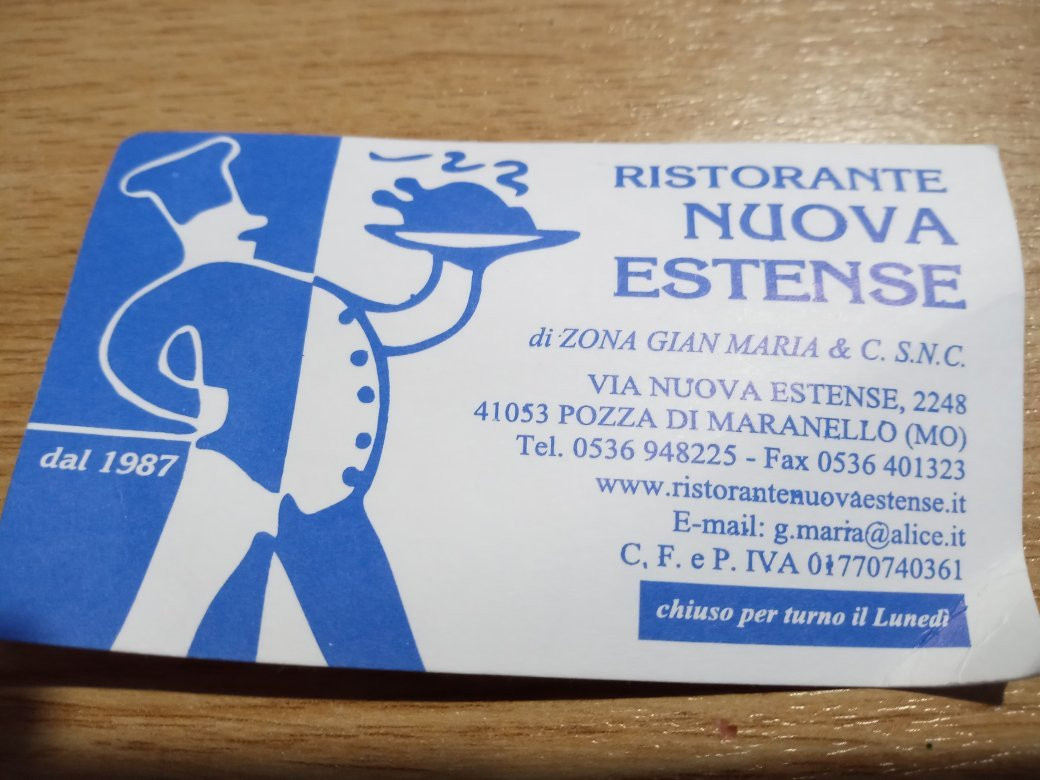 RISTORANTE
NUOVA
ESTENSE
di ZONA GIAN MARIA & C. S.N.C.
VIA NUOVA ESTENSE, 2248
41053 POZZA DI MARANELLO (MO)
Tel. 0536 948225 - Fax 0536 401323
www.ristorantenuovaestense.it
E-mail: g.maria@alice.it
C, F. e P. IVA 01770740361
chiuso per turno il Lunedì
dal 1987